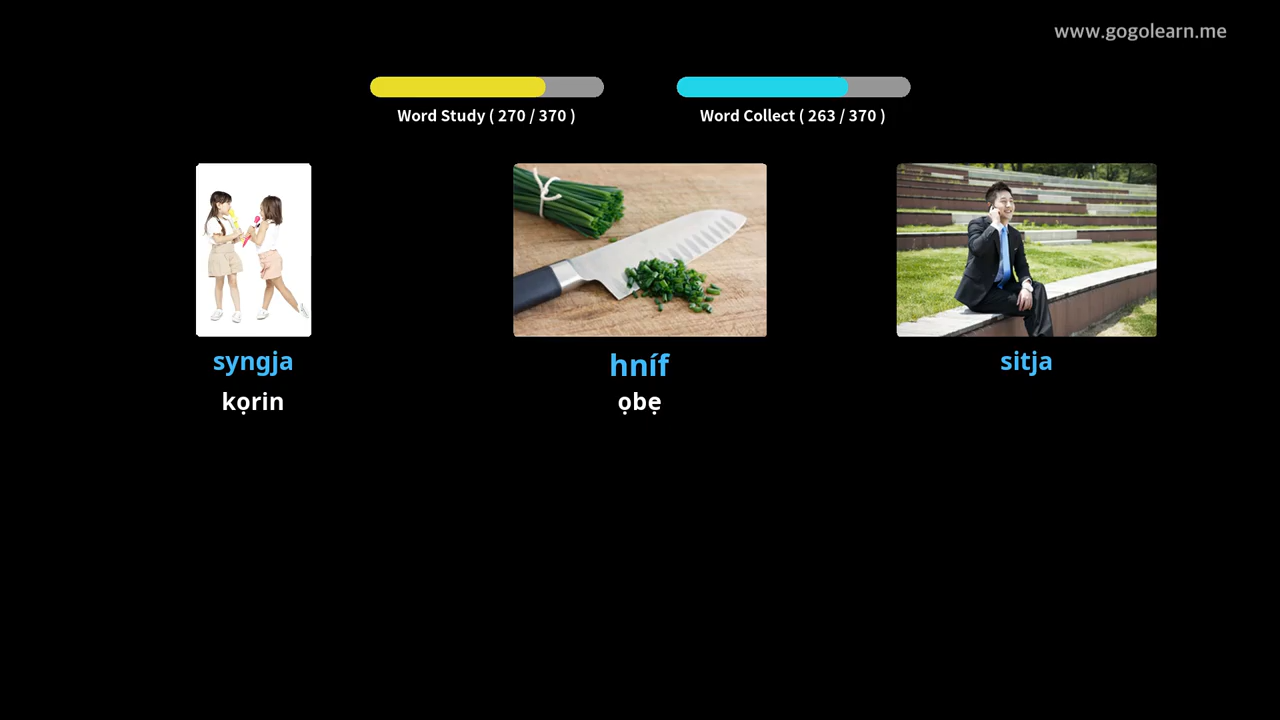 www.gogolearn.me
Word Study ( 270 / 370 )
Word Collect ( 263 / 370 )
syngja
kọrin
hníf
ọbẹ
sitja